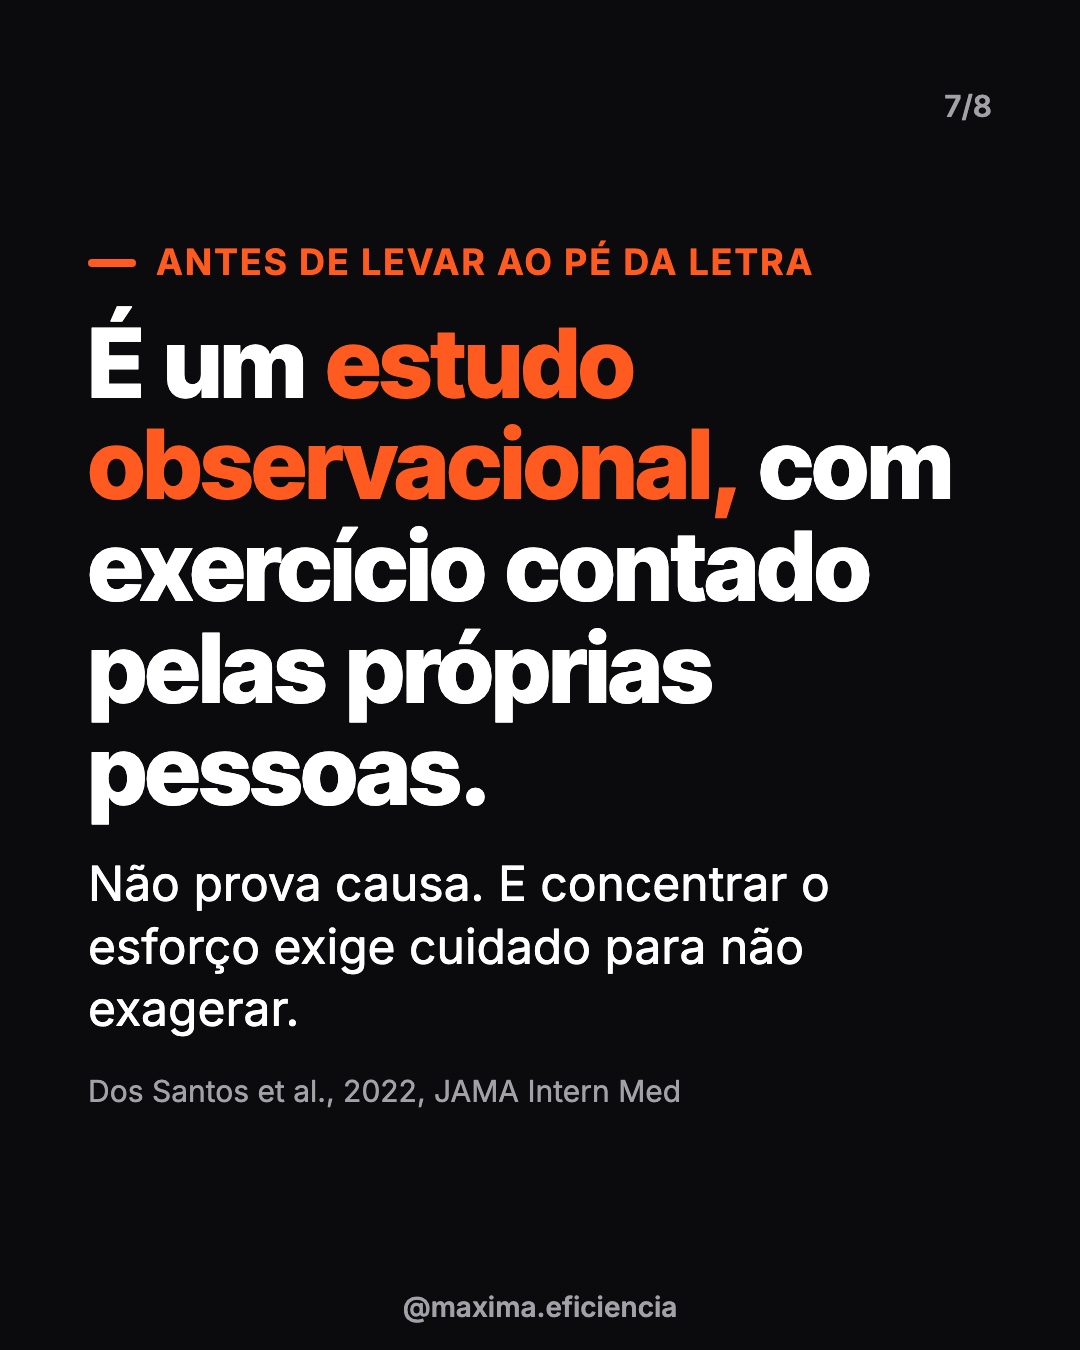 7/8
ANTES DE LEVAR AO PÉ DA LETRA
É um estudo
observacional, com
exercício contado
pelas próprias
pessoas.
Não prova causa. E concentrar o
esforço exige cuidado para não
exagerar.
Dos Santos et al., 2022, JAMA Intern Med
@maxima.eficiencia